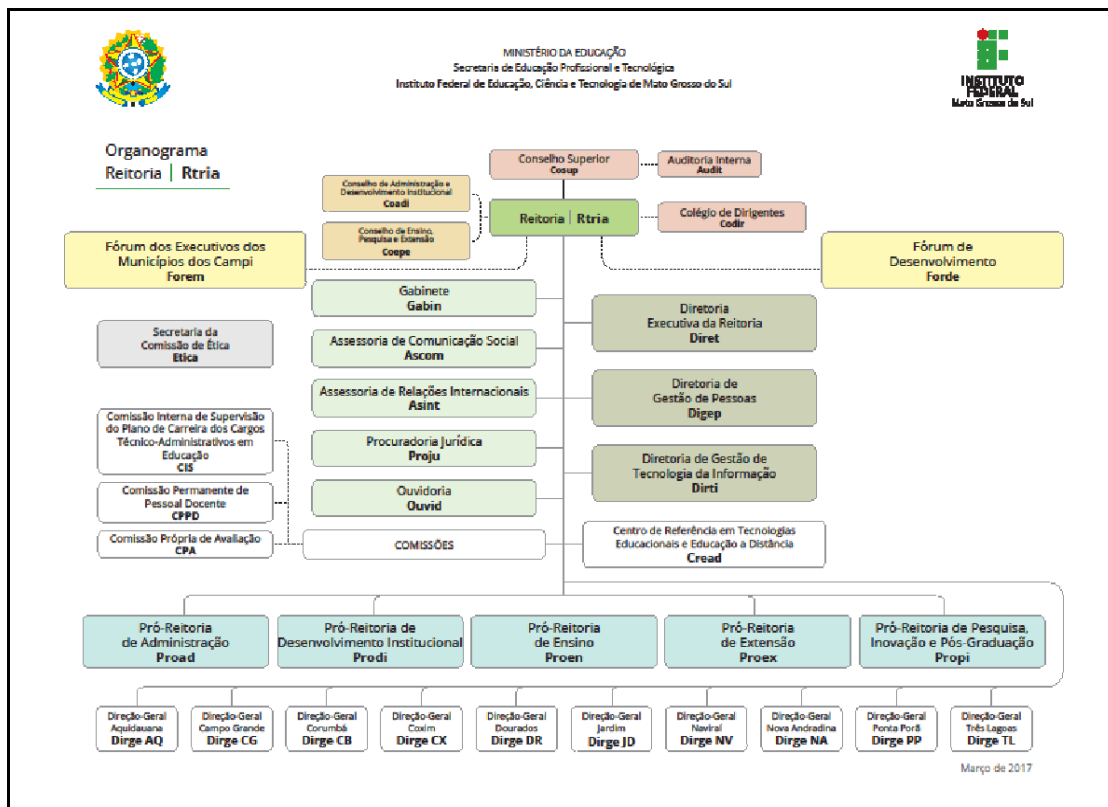 MINISTÉRIO DA EDUCAÇÃO
Secretaria de Educação Profissional e Tecnológica
Instituto Federal de Educação, Ciência e Tecnologia de Mato Grosso do Sul
INSTITUTO
FEDERAL
Mato Grosso do Sul
Organograma
Reitoria | Rtria
Conselho Superior
Cosup
Auditoria Interna
Audit
Conselho de Administração e
Desenvolvimento Institucional
Coadi
Reitoria | Rtria
Colégio de Dirigentes
Codir
Conselho de Ensino,
Pesquisa e Extensão
Coepe
Fórum dos Executivos dos
Municípios dos Campi
Forem
Fórum de
Desenvolvimento
Forde
Gabinete
Gabin
Diretoria
Executiva da Reitoria
Diret
Secretaria da
Comissão de Ética
Etica
Assessoria de Comunicação Social
Ascom
Assessoria de Relações Internacionais
Asint
Diretoria de
Gestão de Pessoas
Digep
Comissão Interna de Supervisão
do Plano de Carreira dos Cargos
Técnico-Administrativos em
Educação
CIS
Procuradoria Jurídica
Proju
Diretoria de Gestão de
Tecnologia da Informação
Dirti
Comissão Permanente de
Pessoal Docente
CPPD
Ouvidoria
Ouvid
Comissão Própria de Avaliação
CPA
COMISSÕES
Centro de Referência em Tecnologias
Educacionais e Educação a Distância
Cread
Pró-Reitoria
de Administração
Proad
Pró-Reitoria de
Desenvolvimento Institucional
Prodi
Pró-Reitoria
de Ensino
Proen
Pró-Reitoria
de Extensão
Proex
Pró-Reitoria de Pesquisa,
Inovação e Pós-Graduação
Propi
Direção-Geral
Aquidauana
Dirge AQ
Direção-Geral
Campo Grande
Dirge CG
Direção-Geral
Corumbá
Dirge CB
Direção-Geral
Coxim
Dirge CX
Direção-Geral
Dourados
Dirge DR
Direção-Geral
Jardim
Dirge JD
Direção-Geral
Naviraí
Dirge NV
Direção-Geral
Nova Andradina
Dirge NA
Direção-Geral
Ponta Porã
Dirge PP
Direção-Geral
Três Lagoas
Dirge TL
Março de 2017